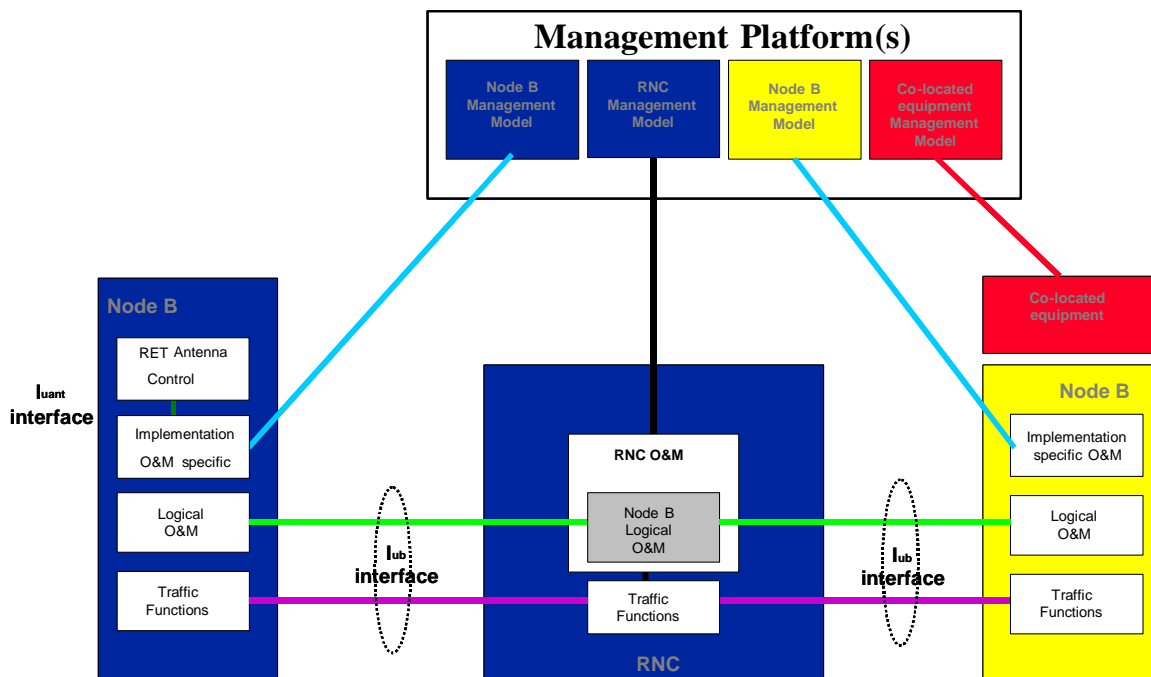 Management Platform(s)
Node B
Management
Model
RNC
Management
Model
Node B
Management
Model
Co-located
equipment
Management
Model
Node B
RET Antenna
Control
Iuant
interface
Implementation
O&M specific
Logical
O&M
Traffic
Functions
Iub
interface
RNC O&M
Node B
Logical
O&M
Traffic
Functions
RNC
Iub
interface
Co-located
equipment
Node B
Implementation
specific O&M
Logical
O&M
Traffic
Functions